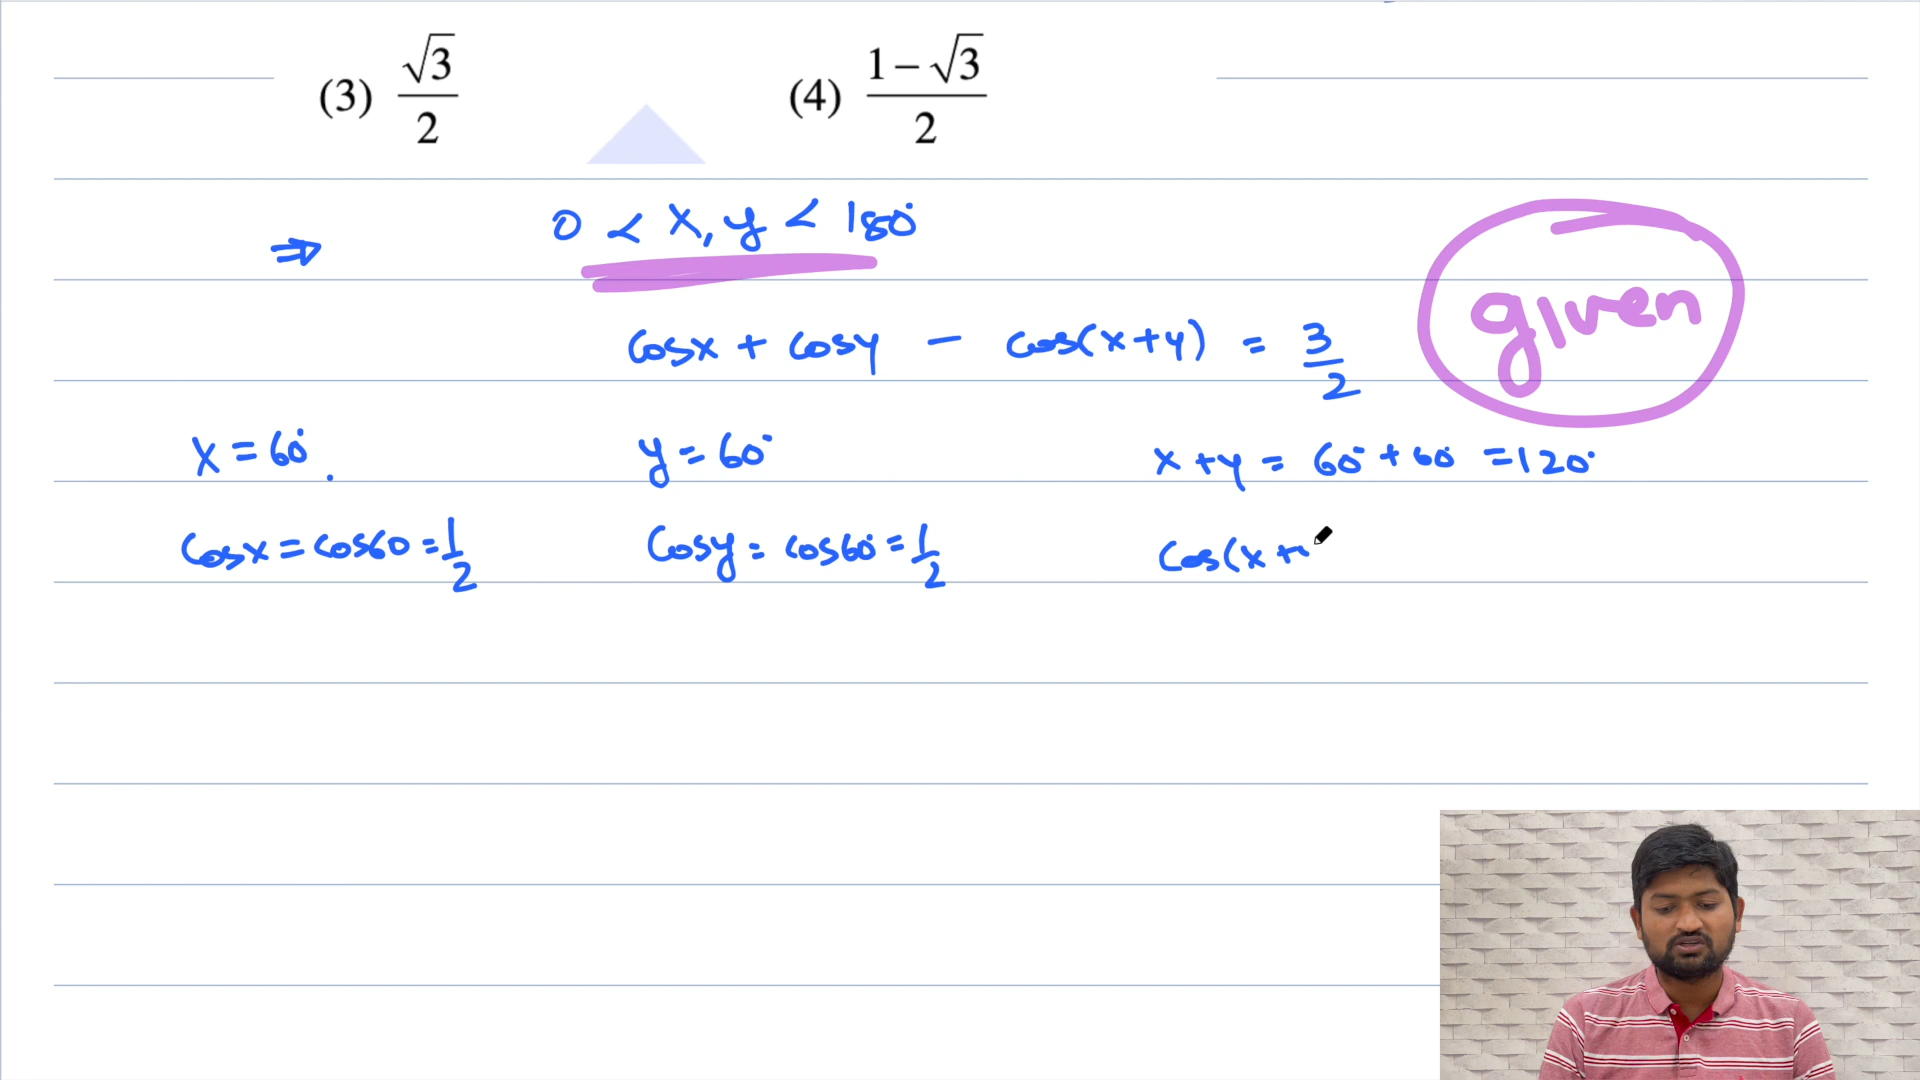 (3) √3/2 (4) (1−√3)/2
⇒ 0 < x, y < 180°
cosx + cosy − cos(x+y) = 3/2
given
x = 60°. y = 60° x+y = 60°+60° = 120°
cosx = cos60 = 1/2 cosy = cos60° = 1/2 cos(x+